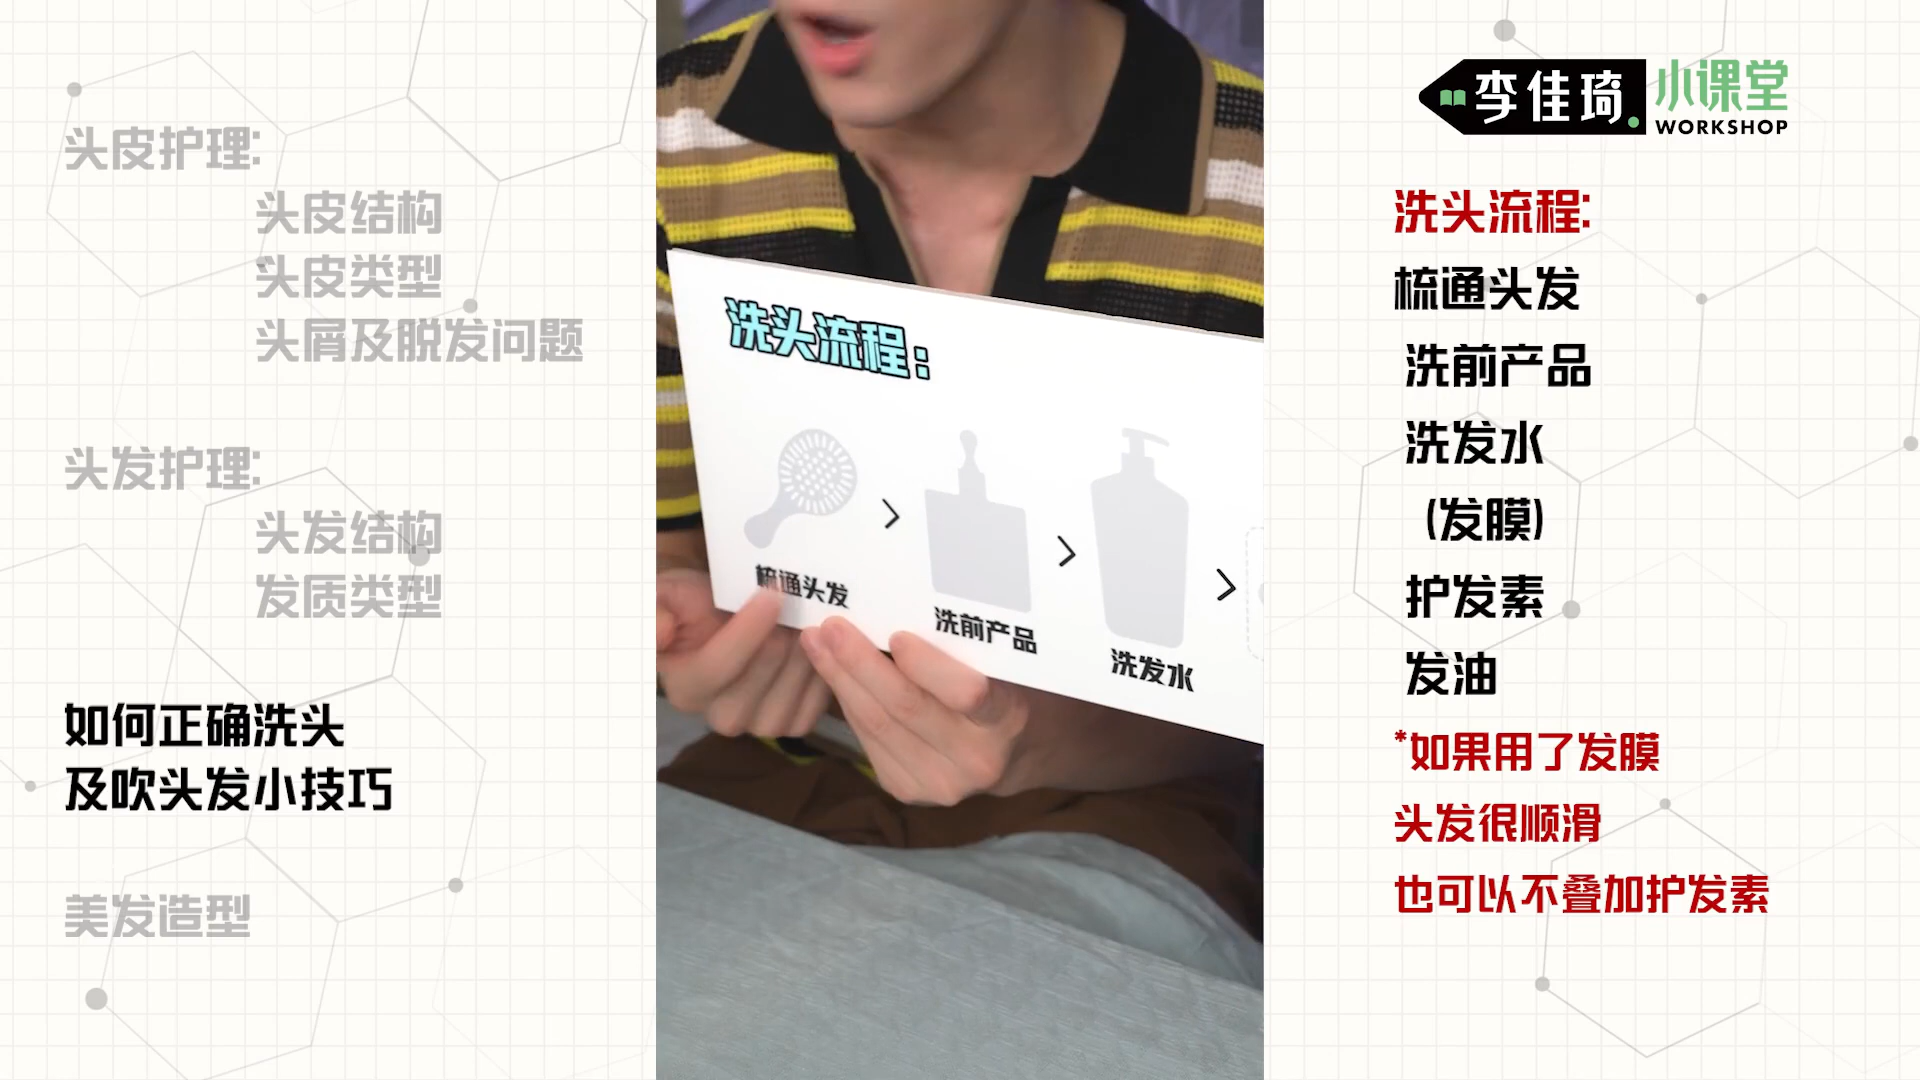 头皮护理:
头皮结构
头皮类型
头屑及脱发问题
头发护理:
头发结构
发质类型
如何正确洗头
及吹头发小技巧
美发造型
洗头流程:
梳通头发
洗前产品
洗发水
李佳琦.
小课堂
WORKSHOP
洗头流程:
梳通头发
洗前产品
洗发水
(发膜)
护发素
发油
*如果用了发膜
头发很顺滑
也可以不叠加护发素